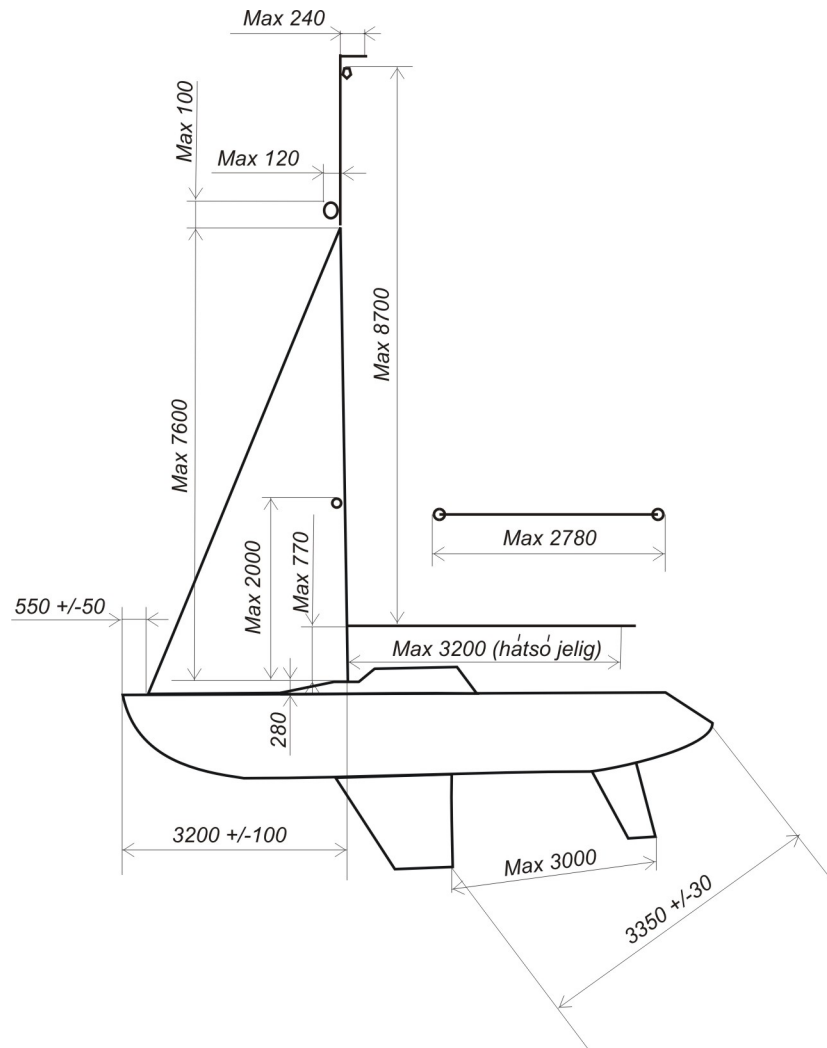 Max 240
Max 100
Max 120
Max 8700
Max 7600
Max 2000
Max 770
Max 2780
550 +/-50
Max 3200 (hátsó jelig)
280
3200 +/-100
Max 3000
3350 +/-30